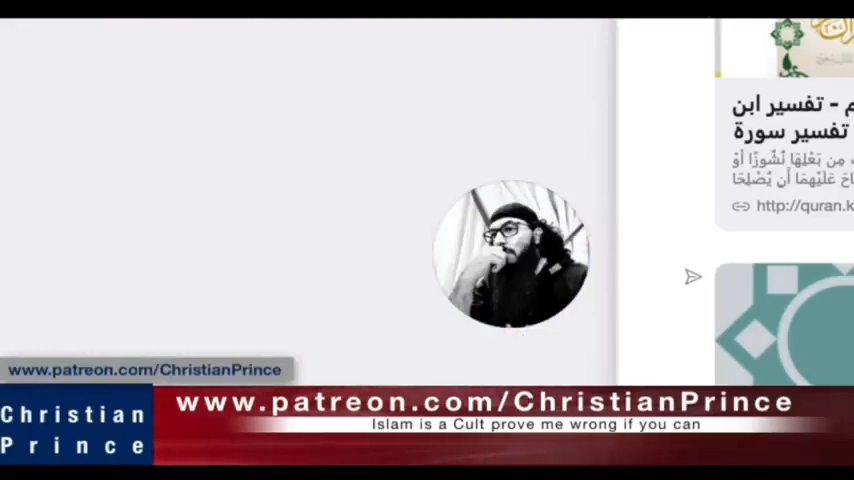 م - تفسير ابن
تفسير سورة
مِن بَعْلِهَا نُشُوزًا أَوْ
عَلَيْهِمَا أَن يُصْلِحَا
http://quran.k
www.patreon.com/ChristianPrince
Christian
Prince
www.patreon.com/ChristianPrince
Islam is a Cult prove me wrong if you can